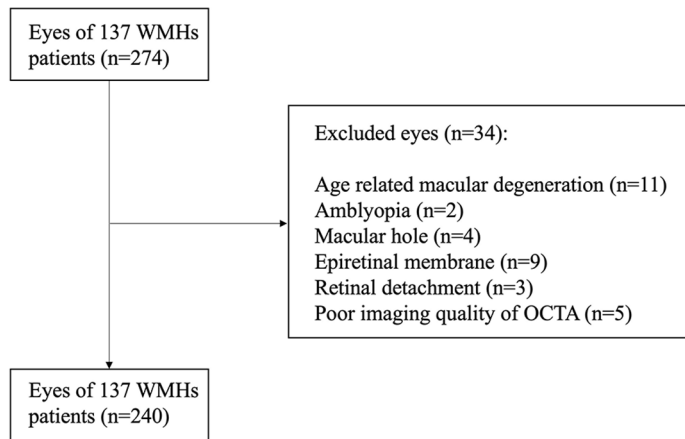 Eyes of 137 WMHs
patients (n=274)
Excluded eyes (n=34):
Age related macular degeneration (n=11)
Amblyopia (n=2)
Macular hole (n=4)
Epiretinal membrane (n=9)
Retinal detachment (n=3)
Poor imaging quality of OCTA (n=5)
Eyes of 137 WMHs
patients (n=240)